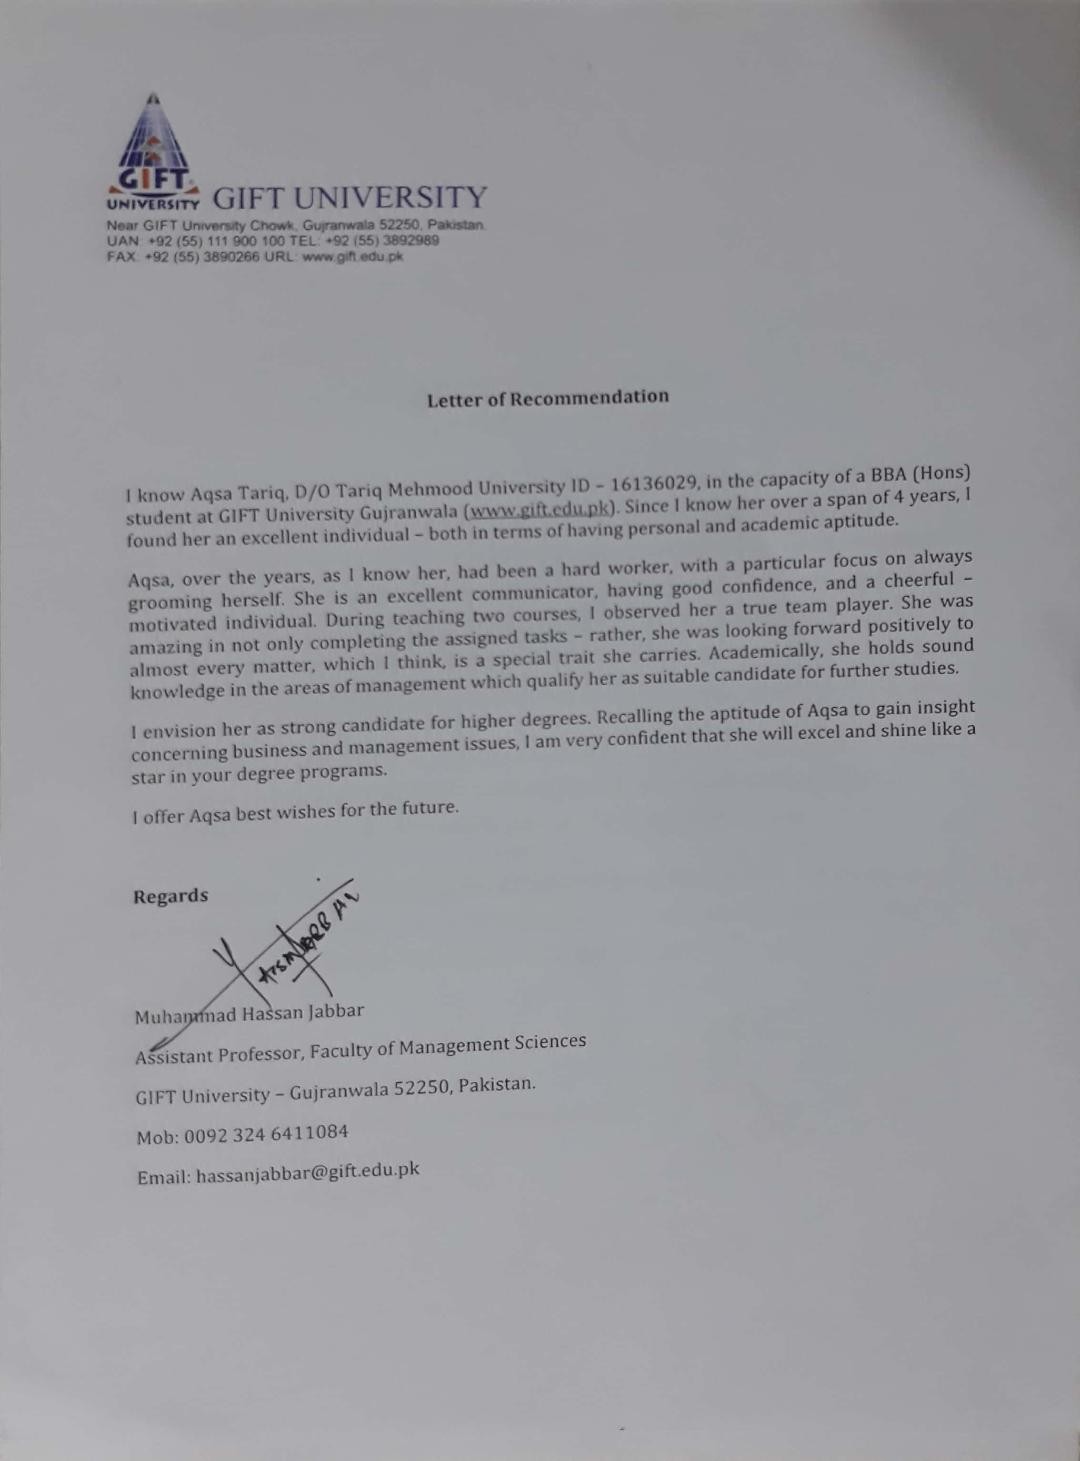 GIFT
UNIVERSITY
GIFT UNIVERSITY
Near GIFT University Chowk, Gujranwala 52250, Pakistan.
UAN: +92 (55) 111 900 100 TEL: +92 (55) 3892989
FAX: +92 (55) 3890266 URL: www.gift.edu.pk
Letter of Recommendation
I know Aqsa Tariq, D/O Tariq Mehmood University ID – 16136029, in the capacity of a BBA (Hons)
student at GIFT University Gujranwala (www.gift.edu.pk). Since I know her over a span of 4 years, I
found her an excellent individual – both in terms of having personal and academic aptitude.
Aqsa, over the years, as I know her, had been a hard worker, with a particular focus on always
grooming herself. She is an excellent communicator, having good confidence, and a cheerful –
motivated individual. During teaching two courses, I observed her a true team player. She was
amazing in not only completing the assigned tasks – rather, she was looking forward positively to
almost every matter, which I think, is a special trait she carries. Academically, she holds sound
knowledge in the areas of management which qualify her as suitable candidate for further studies.
I envision her as strong candidate for higher degrees. Recalling the aptitude of Aqsa to gain insight
concerning business and management issues, I am very confident that she will excel and shine like a
star in your degree programs.
I offer Aqsa best wishes for the future.
Regards
Muhammad Hassan Jabbar
Assistant Professor, Faculty of Management Sciences
GIFT University – Gujranwala 52250, Pakistan.
Mob: 0092 324 6411084
Email: hassanjabbar@gift.edu.pk